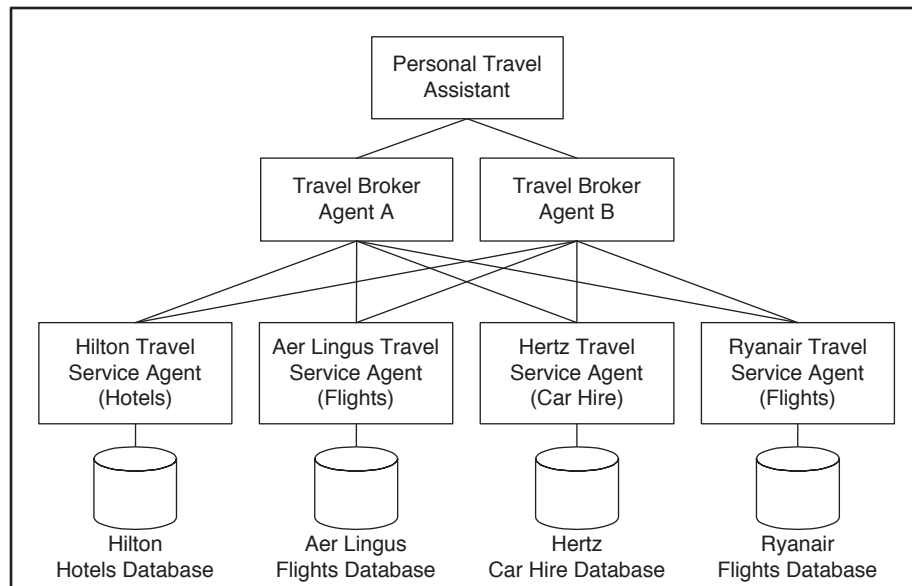 Personal Travel
Assistant
Travel Broker
Agent A
Travel Broker
Agent B
Hilton Travel
Service Agent
(Hotels)
Aer Lingus Travel
Service Agent
(Flights)
Hertz Travel
Service Agent
(Car Hire)
Ryanair Travel
Service Agent
(Flights)
Hilton
Hotels Database
Aer Lingus
Flights Database
Hertz
Car Hire Database
Ryanair
Flights Database